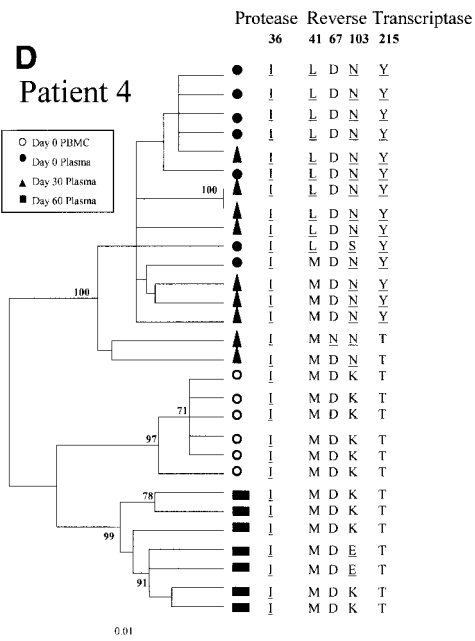 Protease Reverse Transcriptase
36 41 67 103 215
D
Patient 4
Day 0 PBMC
Day 0 Plasma
Day 30 Plasma
Day 60 Plasma
I L D N Y
I L D N Y
I L D N Y
I L D N Y
I L D N Y
I L D N Y
100 I L D N Y
I L D N Y
I L D N Y
I L D S Y
I M D N Y
I M D N Y
100
I M D N Y
I M D N Y
I M N N T
I M D N T
I M D K T
I M D K T
71 I M D K T
97 I M D K T
I M D K T
I M D K T
78 I M D K T
I M D K T
99 I M D K T
I M D E T
I M D E T
91
I M D K T
I M D K T
0.01